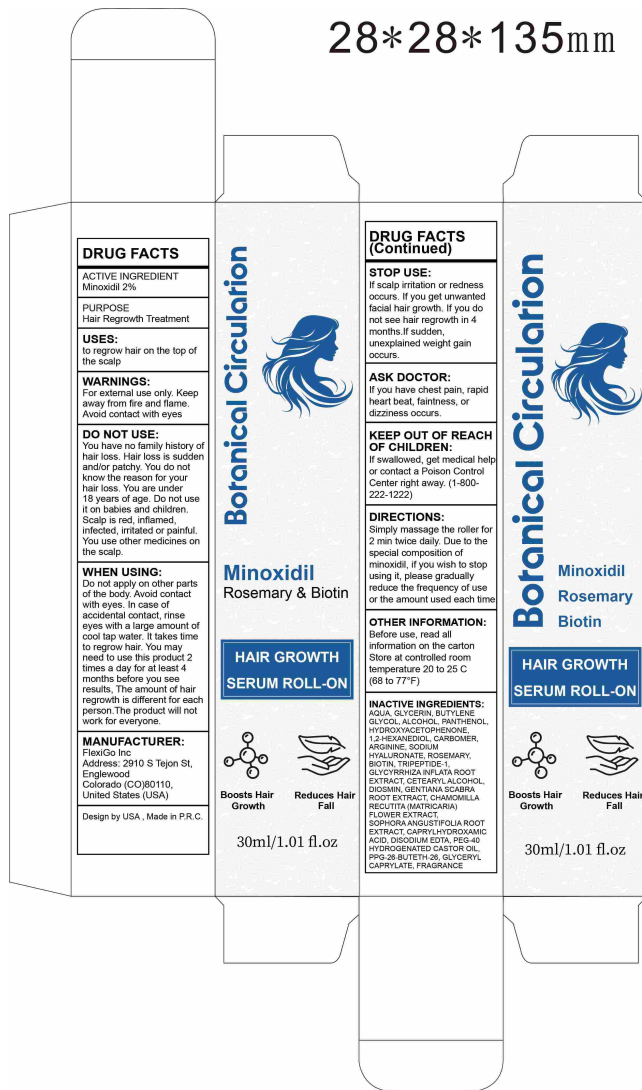 28*28*135mm
DRUG FACTS
ACTIVE INGREDIENT
Minoxidil 2%
PURPOSE
Hair Regrowth Treatment
USES:
to regrow hair on the top of
the scalp
WARNINGS:
For external use only. Keep
away from fire and flame.
Avoid contact with eyes
DO NOT USE:
You have no family history of
hair loss. Hair loss is sudden
and/or patchy. You do not
know the reason for your
hair loss. You are under
18 years of age. Do not use
it on babies and children.
Scalp is red, inflamed,
infected, irritated or painful.
You use other medicines on
the scalp.
WHEN USING:
Do not apply on other parts
of the body. Avoid contact
with eyes. In case of
accidental contact, rinse
eyes with a large amount of
cool tap water. It takes time
to regrow hair. You may
need to use this product 2
times a day for at least 4
months before you see
results, The amount of hair
regrowth is different for each
person.The product will not
work for everyone.
MANUFACTURER:
FlexiGo Inc
Address: 2910 S Tejon St,
Englewood
Colorado (CO)80110,
United States (USA)
Design by USA , Made in P.R.C.
Botanical Circulation
Minoxidil
Rosemary & Biotin
HAIR GROWTH
SERUM ROLL-ON
Boosts Hair
Growth
Reduces Hair
Fall
30ml/1.01 fl.oz
DRUG FACTS
(Continued)
STOP USE:
If scalp irritation or redness
occurs. If you get unwanted
facial hair growth. If you do
not see hair regrowth in 4
months.If sudden,
unexplained weight gain
occurs.
ASK DOCTOR:
If you have chest pain, rapid
heart beat, faintness, or
dizziness occurs.
KEEP OUT OF REACH
OF CHILDREN:
If swallowed, get medical help
or contact a Poison Control
Center right away. (1-800-
222-1222)
DIRECTIONS:
Simply massage the roller for
2 min twice daily. Due to the
special composition of
minoxidil, if you wish to stop
using it, please gradually
reduce the frequency of use
or the amount used each time
OTHER INFORMATION:
Before use, read all
information on the carton
Store at controlled room
temperature 20 to 25 C
(68 to 77°F)
INACTIVE INGREDIENTS:
AQUA, GLYCERIN, BUTYLENE
GLYCOL, ALCOHOL, PANTHENOL,
HYDROXYACETOPHENONE,
1,2-HEXANEDIOL, CARBOMER,
ARGININE, SODIUM
HYALURONATE, ROSEMARY,
BIOTIN, TRIPEPTIDE-1,
GLYCYRRHIZA INFLATA ROOT
EXTRACT, CETEARYL ALCOHOL,
DIOSMIN, GENTIANA SCABRA
ROOT EXTRACT, CHAMOMILLA
RECUTITA (MATRICARIA)
FLOWER EXTRACT,
SOPHORA ANGUSTIFOLIA ROOT
EXTRACT, CAPRYLHYDROXAMIC
ACID, DISODIUM EDTA, PEG-40
HYDROGENATED CASTOR OIL,
PPG-26-BUTETH-26, GLYCERYL
CAPRYLATE, FRAGRANCE
Botanical Circulation
Minoxidil
Rosemary
Biotin
HAIR GROWTH
SERUM ROLL-ON
Boosts Hair
Growth
Reduces Hair
Fall
30ml/1.01 fl.oz